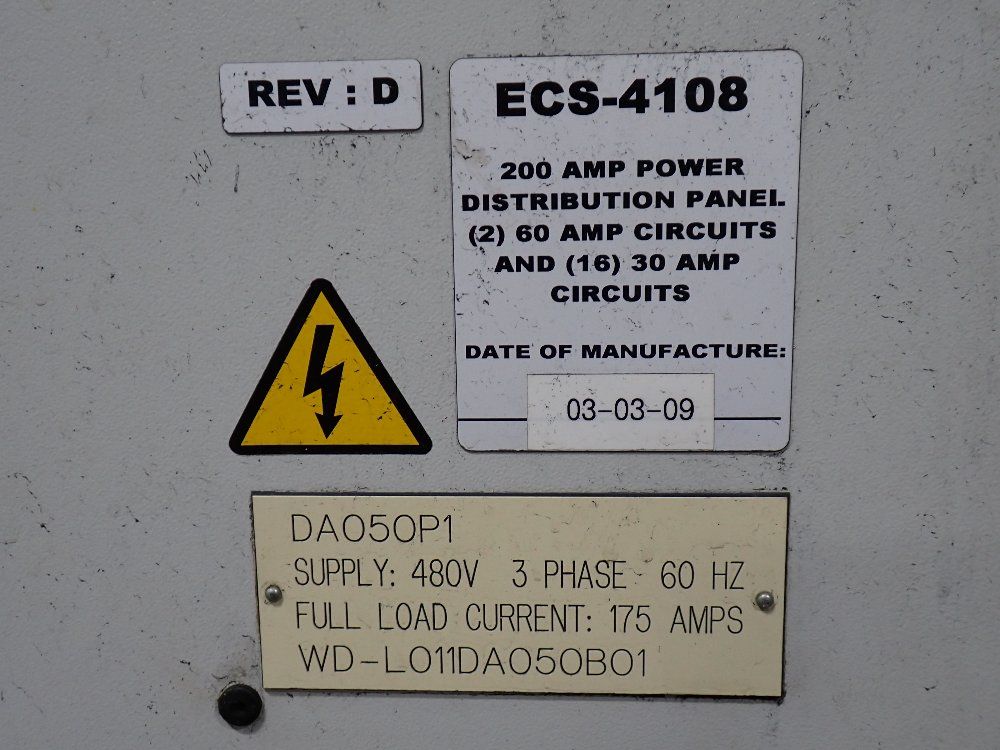 REV : D
ECS-4108
200 AMP POWER
DISTRIBUTION PANEL
(2) 60 AMP CIRCUITS
AND (16) 30 AMP
CIRCUITS
DATE OF MANUFACTURE:
03-03-09
DA050P1
SUPPLY: 480V 3 PHASE 60 HZ
FULL LOAD CURRENT: 175 AMPS
WD-L011DA050B01